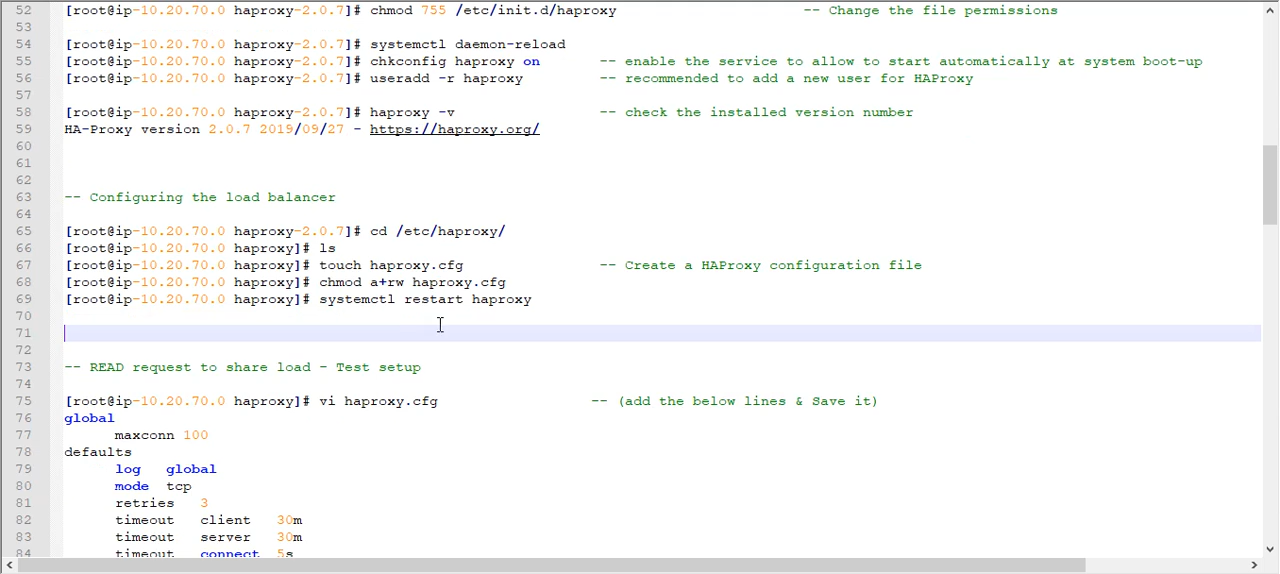 52 [root@ip-10.20.70.0 haproxy-2.0.7]# chmod 755 /etc/init.d/haproxy -- Change the file permissions
53
54 [root@ip-10.20.70.0 haproxy-2.0.7]# systemctl daemon-reload
55 [root@ip-10.20.70.0 haproxy-2.0.7]# chkconfig haproxy on -- enable the service to allow to start automatically at system boot-up
56 [root@ip-10.20.70.0 haproxy-2.0.7]# useradd -r haproxy -- recommended to add a new user for HAProxy
57
58 [root@ip-10.20.70.0 haproxy-2.0.7]# haproxy -v -- check the installed version number
59 HA-Proxy version 2.0.7 2019/09/27 - https://haproxy.org/
60
61
62
63 -- Configuring the load balancer
64
65 [root@ip-10.20.70.0 haproxy-2.0.7]# cd /etc/haproxy/
66 [root@ip-10.20.70.0 haproxy]# ls
67 [root@ip-10.20.70.0 haproxy]# touch haproxy.cfg -- Create a HAProxy configuration file
68 [root@ip-10.20.70.0 haproxy]# chmod a+rw haproxy.cfg
69 [root@ip-10.20.70.0 haproxy]# systemctl restart haproxy
70
71
72
73 -- READ request to share load - Test setup
74
75 [root@ip-10.20.70.0 haproxy]# vi haproxy.cfg -- (add the below lines & Save it)
76 global
77 maxconn 100
78 defaults
79 log global
80 mode tcp
81 retries 3
82 timeout client 30m
83 timeout server 30m
84 timeout connect 5s